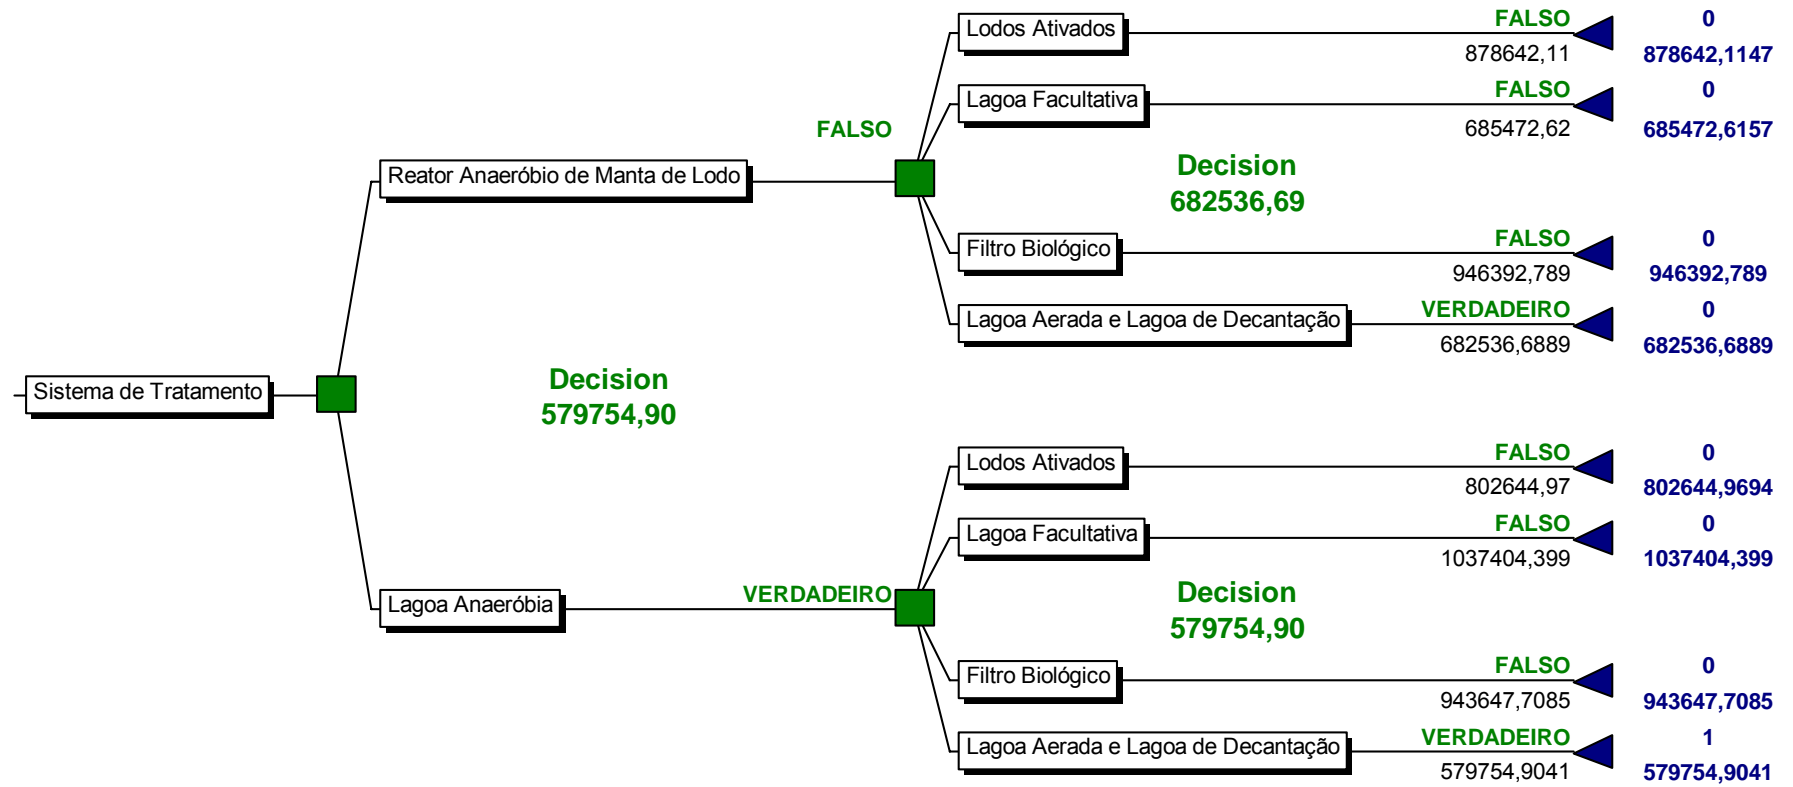 FALSO 0
Lodos Ativados
878642,11 878642,1147
FALSO 0
Lagoa Facultativa
685472,62 685472,6157
FALSO
Decision
682536,69
Reator Anaeróbio de Manta de Lodo
FALSO 0
Filtro Biológico
946392,789 946392,789
VERDADEIRO 0
Lagoa Aerada e Lagoa de Decantação
682536,6889 682536,6889
Decision
579754,90
Sistema de Tratamento
FALSO 0
Lodos Ativados
802644,97 802644,9694
FALSO 0
Lagoa Facultativa
1037404,399 1037404,399
VERDADEIRO
Decision
579754,90
Lagoa Anaeróbia
FALSO 0
Filtro Biológico
943647,7085 943647,7085
VERDADEIRO 1
Lagoa Aerada e Lagoa de Decantação
579754,9041 579754,9041